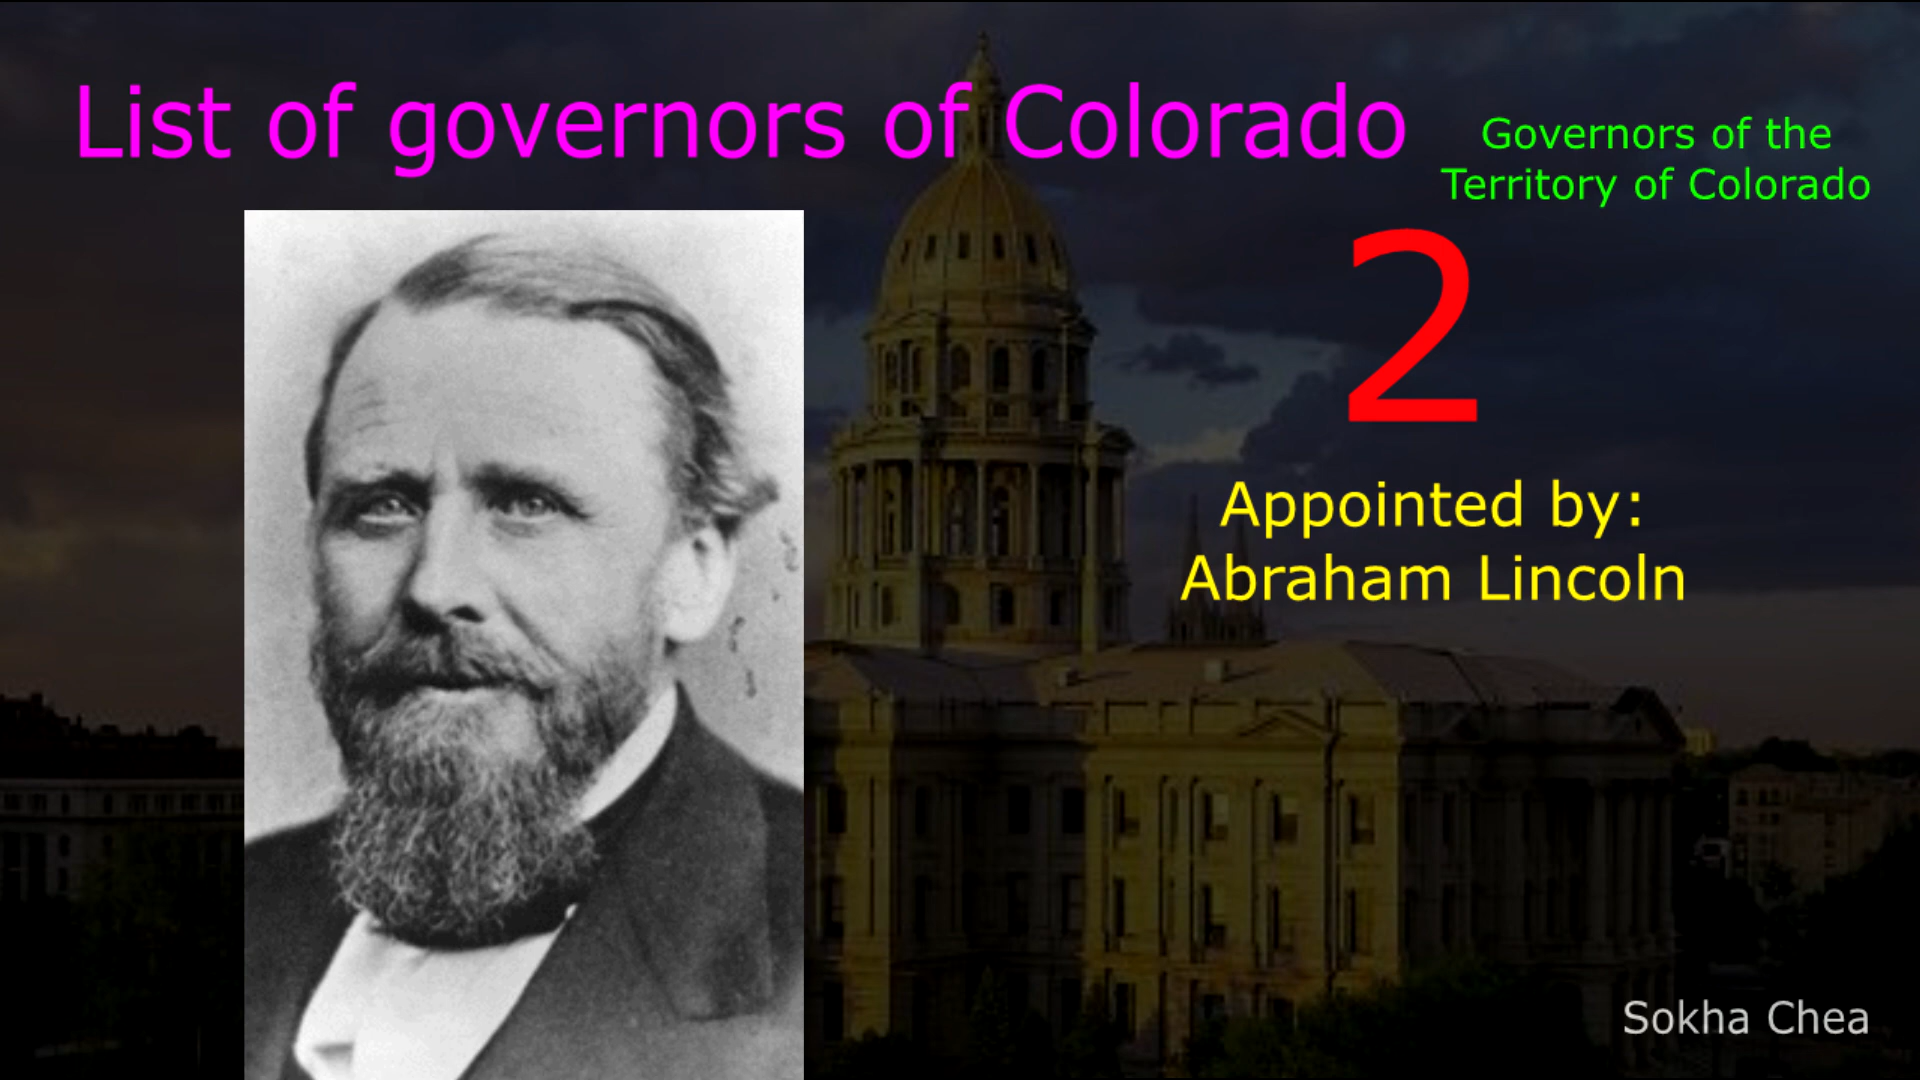 List of governors of Colorado
Governors of the
Territory of Colorado
2
Appointed by:
Abraham Lincoln
Sokha Chea